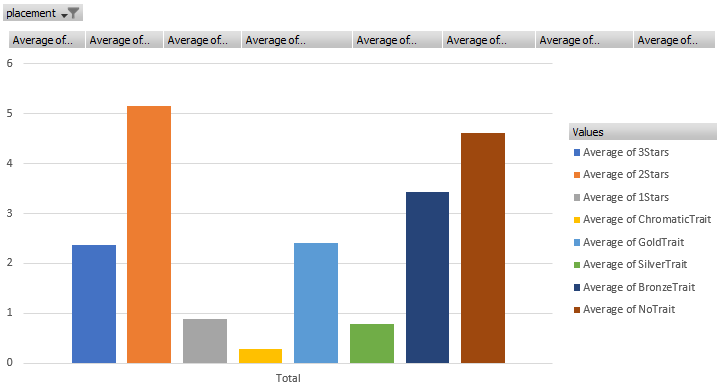 placement
Average of... Average of... Average of... Average of... Average of... Average of... Average of... Average of...
6
5
4
3
2
1
0
Total
Values
Average of 3Stars
Average of 2Stars
Average of 1Stars
Average of ChromaticTrait
Average of GoldTrait
Average of SilverTrait
Average of BronzeTrait
Average of NoTrait